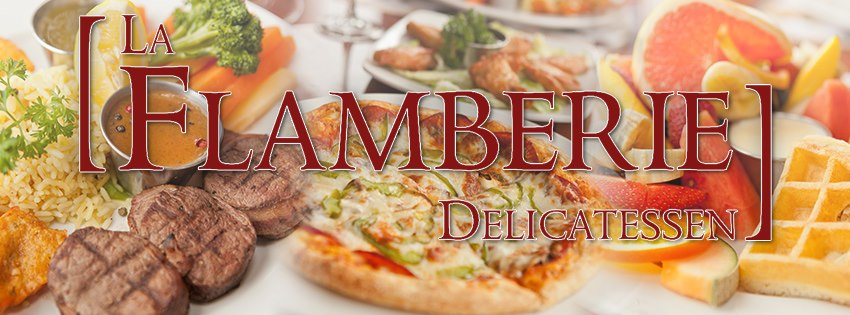 [ La
Flamberie
Delicatessen ]